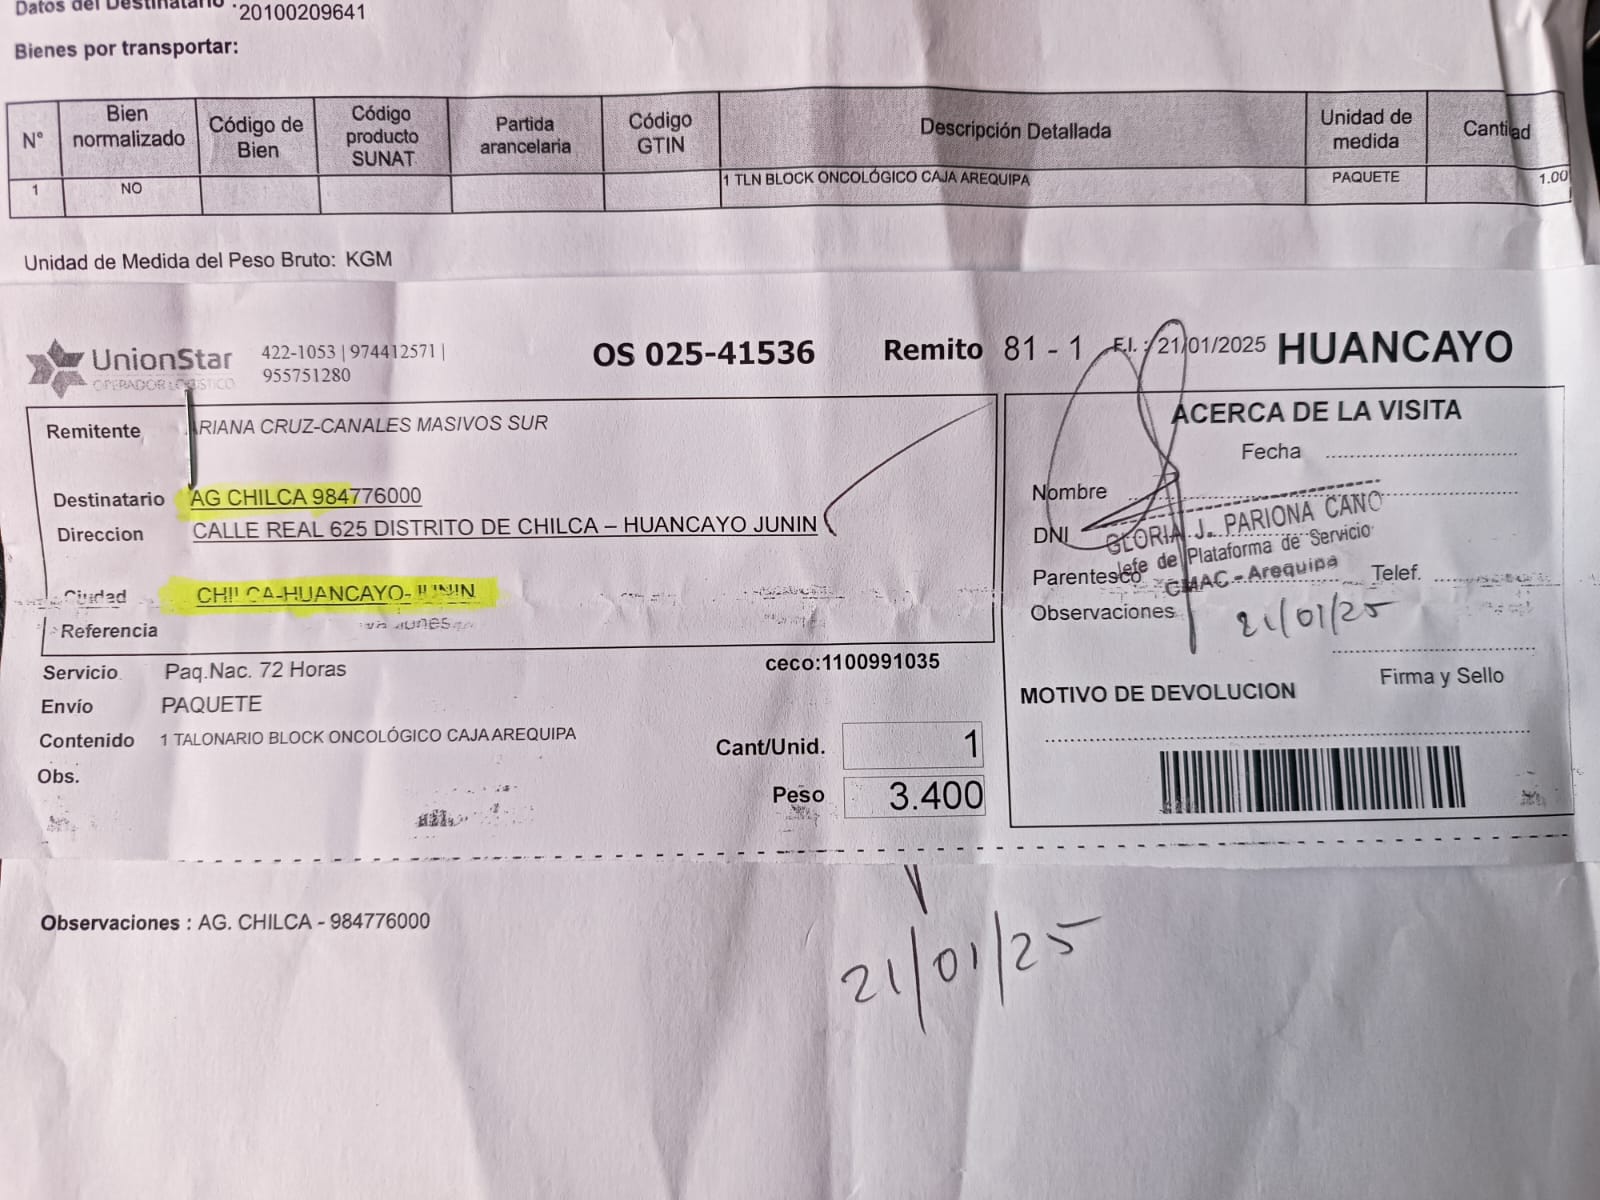 Datos del Destinatario : 20100209641
Bienes por transportar:
N° Bien normalizado Código de Bien Código producto SUNAT Partida arancelaria Código GTIN Descripción Detallada Unidad de medida Cantidad
1 NO 1 TLN BLOCK ONCOLÓGICO CAJA AREQUIPA PAQUETE 1.00
Unidad de Medida del Peso Bruto: KGM
UnionStar
OPERADOR LOGISTICO
422-1053 | 974412571 |
955751280
OS 025-41536
Remito 81 - 1
F.I. : 21/01/2025
HUANCAYO
Remitente ARIANA CRUZ-CANALES MASIVOS SUR
Destinatario AG CHILCA 984776000
Direccion CALLE REAL 625 DISTRITO DE CHILCA – HUANCAYO JUNIN
Ciudad CHILCA-HUANCAYO-JUNIN
Referencia
Servicio Paq.Nac. 72 Horas
ceco:1100991035
Envío PAQUETE
Contenido 1 TALONARIO BLOCK ONCOLÓGICO CAJA AREQUIPA
Obs.
Cant/Unid. 1
Peso 3.400
ACERCA DE LA VISITA
Fecha
Nombre
DNI
GLORIA J. PARIONA CANO
Jefe de Plataforma de Servicio
CMAC - Arequipa
Parentesco
Telef.
Observaciones
21/01/25
Firma y Sello
MOTIVO DE DEVOLUCION
Observaciones : AG. CHILCA - 984776000
21/01/25